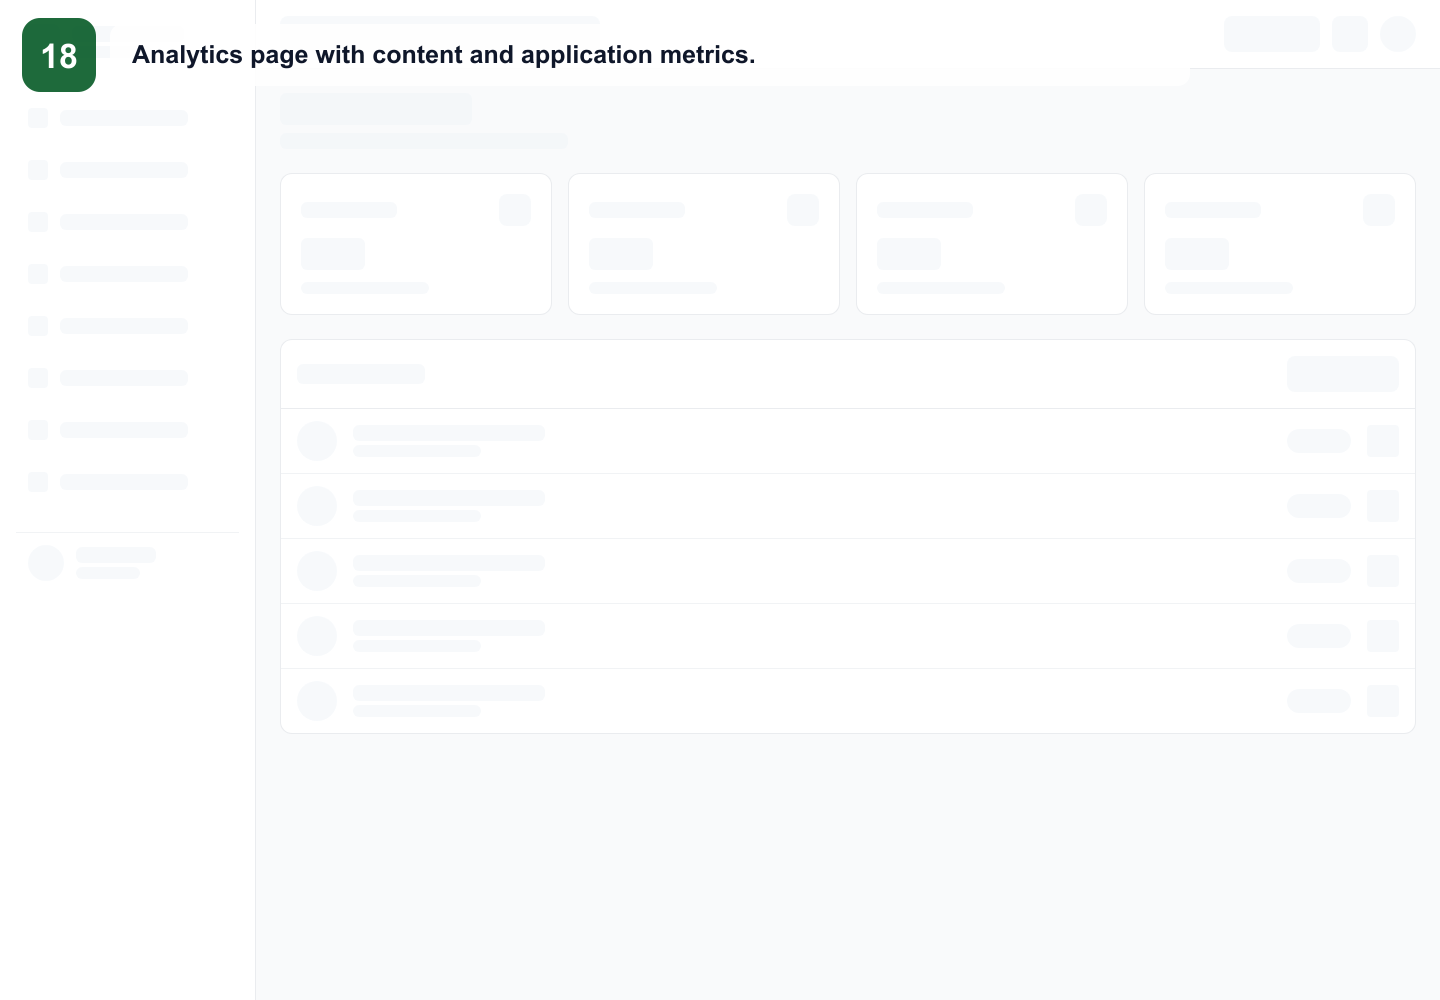 18
Analytics page with content and application metrics.